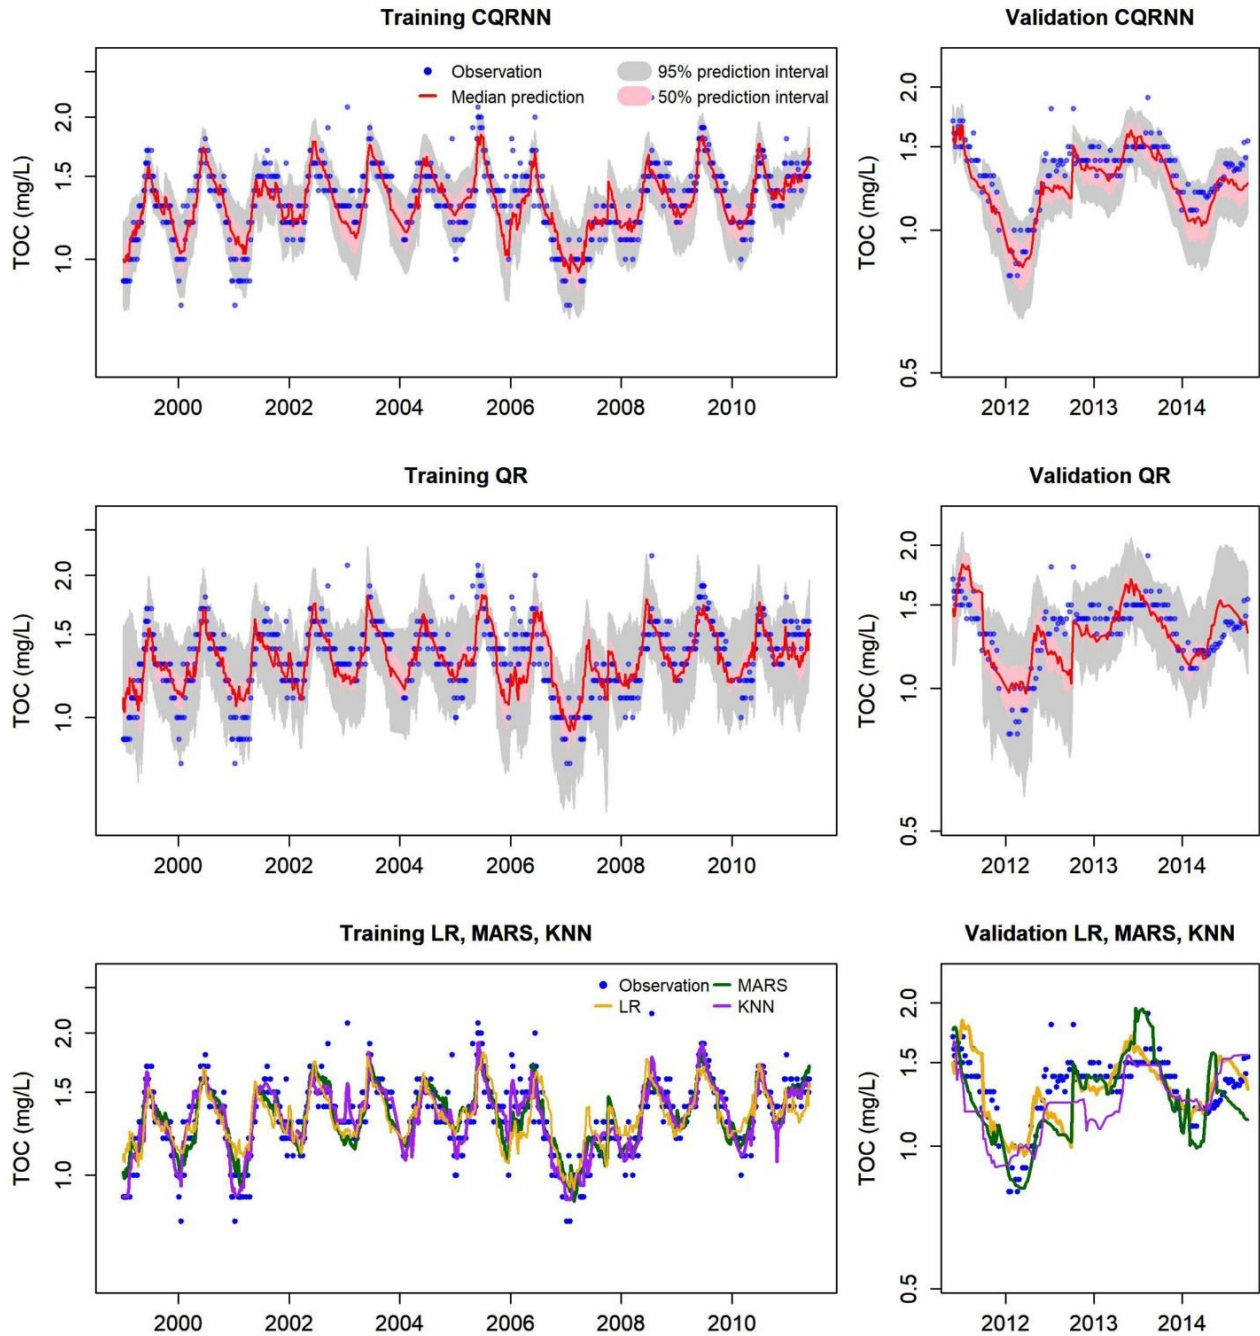 Training CQRNN
Validation CQRNN
Observation
95% prediction interval
Median prediction
50% prediction interval
TOC (mg/L)
2.0
1.5
1.0
2000 2002 2004 2006 2008 2010
TOC (mg/L)
2.0
1.5
1.0
0.5
2012 2013 2014
Training QR
Validation QR
TOC (mg/L)
2.0
1.5
1.0
2000 2002 2004 2006 2008 2010
TOC (mg/L)
2.0
1.5
1.0
0.5
2012 2013 2014
Training LR, MARS, KNN
Validation LR, MARS, KNN
Observation
MARS
LR
KNN
TOC (mg/L)
2.0
1.5
1.0
2000 2002 2004 2006 2008 2010
TOC (mg/L)
2.0
1.5
1.0
0.5
2012 2013 2014